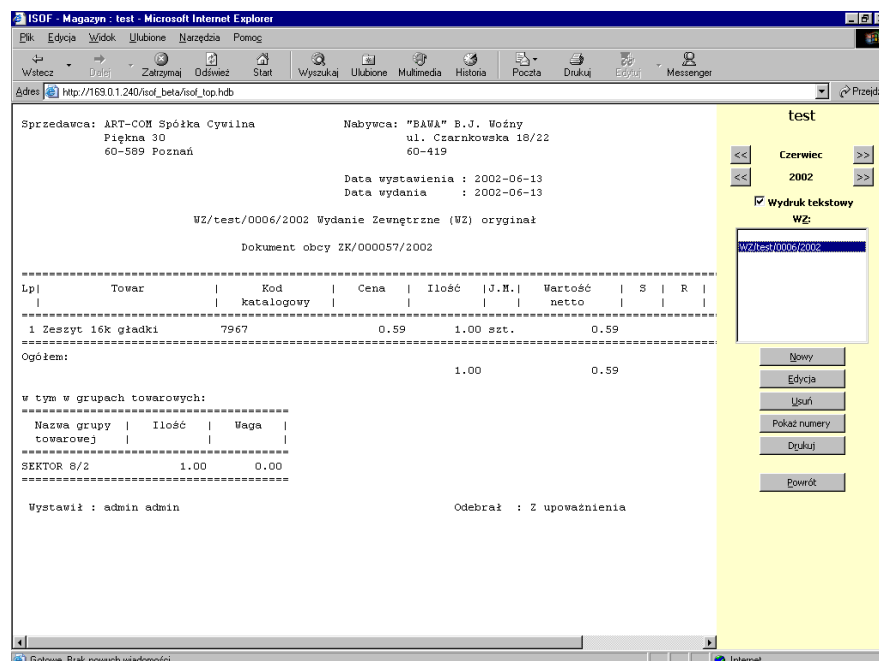 ISOF - Magazyn : test - Microsoft Internet Explorer
Plik Edycja Widok Ulubione Narzędzia Pomoc
Wstecz Dalej Zatrzymaj Odśwież Start Wyszukaj Ulubione Multimedia Historia Poczta Drukuj Edytuj Messenger
Adres http://169.0.1.240/isof_beta/isof_top.hdb Przejdź
Sprzedawca: ART-COM Spółka Cywilna Nabywca: "BAWA" B.J. Woźny
Piękna 30 ul. Czarnkowska 18/22
60-589 Poznań 60-419
Data wystawienia : 2002-06-13
Data wydania : 2002-06-13
WZ/test/0006/2002 Wydanie Zewnętrzne (WZ) oryginał
Dokument obcy ZK/000057/2002
Lp| Towar | Kod | Cena | Ilość |J.M.| Wartość | S | R |
| | katalogowy | | | | netto | | |
1 Zeszyt 16k gładki 7967 0.59 1.00 szt. 0.59
Ogółem:
1.00 0.59
w tym w grupach towarowych:
Nazwa grupy | Ilość | Waga |
towarowej | | |
SEKTOR 8/2 1.00 0.00
Wystawił : admin admin Odebrał : Z upoważnienia
test
<< Czerwiec >>
<< 2002 >>
Wydruk tekstowy
WZ:
WZ/test/0006/2002
Nowy
Edycja
Usuń
Pokaż numery
Drukuj
Powrót
Gotowe, Brak nowych wiadomości Internet